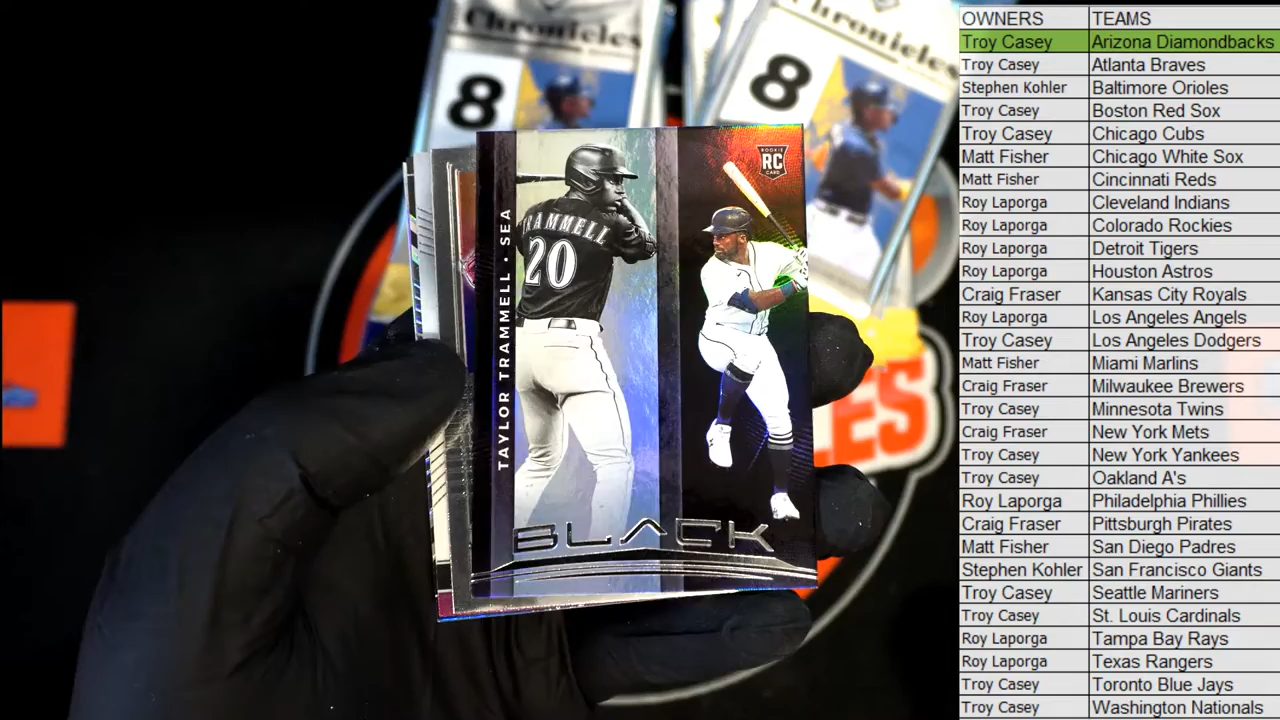 Chronicles
8
Chronicles
8
ROOKIE
RC
CARD
TRAMMELL
20
TAYLOR TRAMMELL • SEA
BLACK
LES
OWNERS TEAMS
Troy Casey Arizona Diamondbacks
Troy Casey Atlanta Braves
Stephen Kohler Baltimore Orioles
Troy Casey Boston Red Sox
Troy Casey Chicago Cubs
Matt Fisher Chicago White Sox
Matt Fisher Cincinnati Reds
Roy Laporga Cleveland Indians
Roy Laporga Colorado Rockies
Roy Laporga Detroit Tigers
Roy Laporga Houston Astros
Craig Fraser Kansas City Royals
Roy Laporga Los Angeles Angels
Troy Casey Los Angeles Dodgers
Matt Fisher Miami Marlins
Craig Fraser Milwaukee Brewers
Troy Casey Minnesota Twins
Craig Fraser New York Mets
Troy Casey New York Yankees
Troy Casey Oakland A's
Roy Laporga Philadelphia Phillies
Craig Fraser Pittsburgh Pirates
Matt Fisher San Diego Padres
Stephen Kohler San Francisco Giants
Troy Casey Seattle Mariners
Troy Casey St. Louis Cardinals
Roy Laporga Tampa Bay Rays
Roy Laporga Texas Rangers
Troy Casey Toronto Blue Jays
Troy Casey Washington Nationals